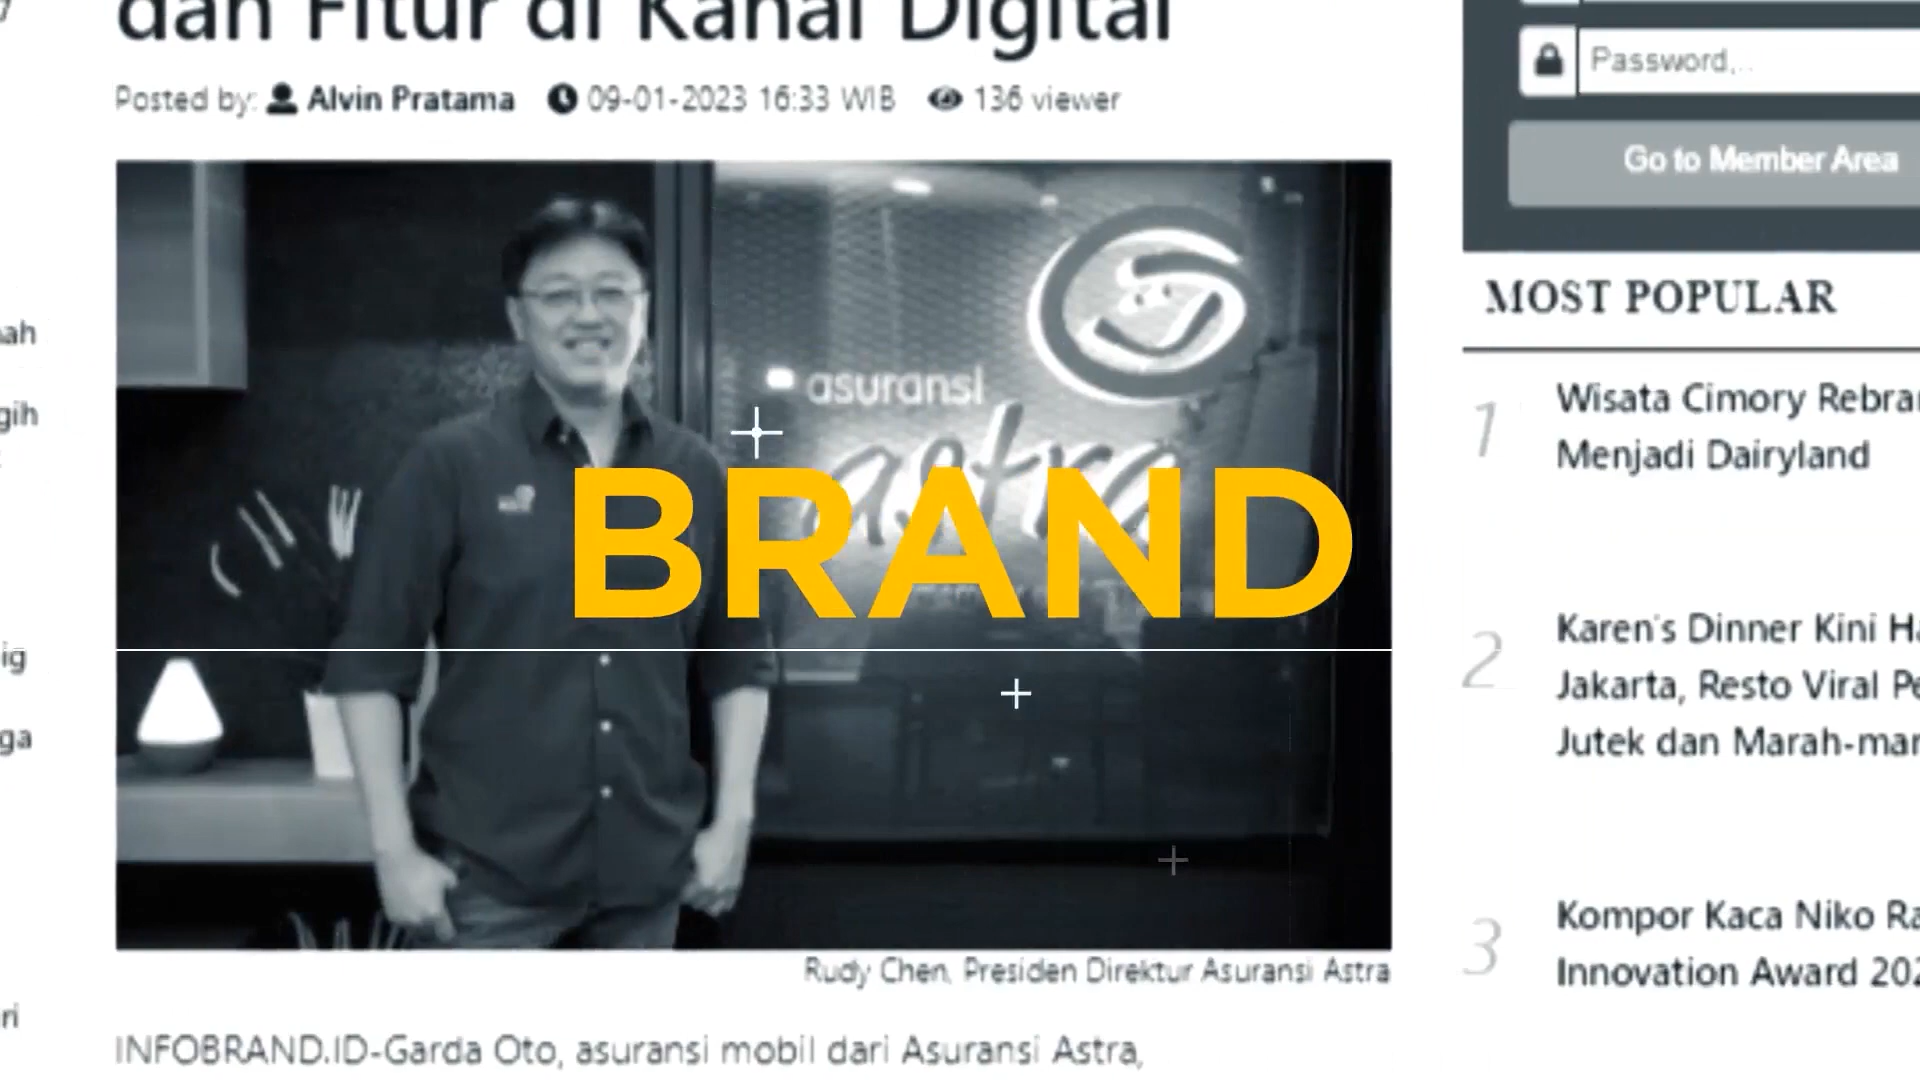 dan Fitur di Kanal Digital
Posted by: Alvin Pratama 09-01-2023 16:33 WIB 136 viewer
asuransi
astra
BRAND
Rudy Chen, Presiden Direktur Asuransi Astra
INFOBRAND.ID-Garda Oto, asuransi mobil dari Asuransi Astra,
Password,..
Go to Member Area
MOST POPULAR
1
Wisata Cimory Rebra
Menjadi Dairyland
2
Karen's Dinner Kini Ha
Jakarta, Resto Viral Pe
Jutek dan Marah-mar
3
Kompor Kaca Niko Ra
Innovation Award 202